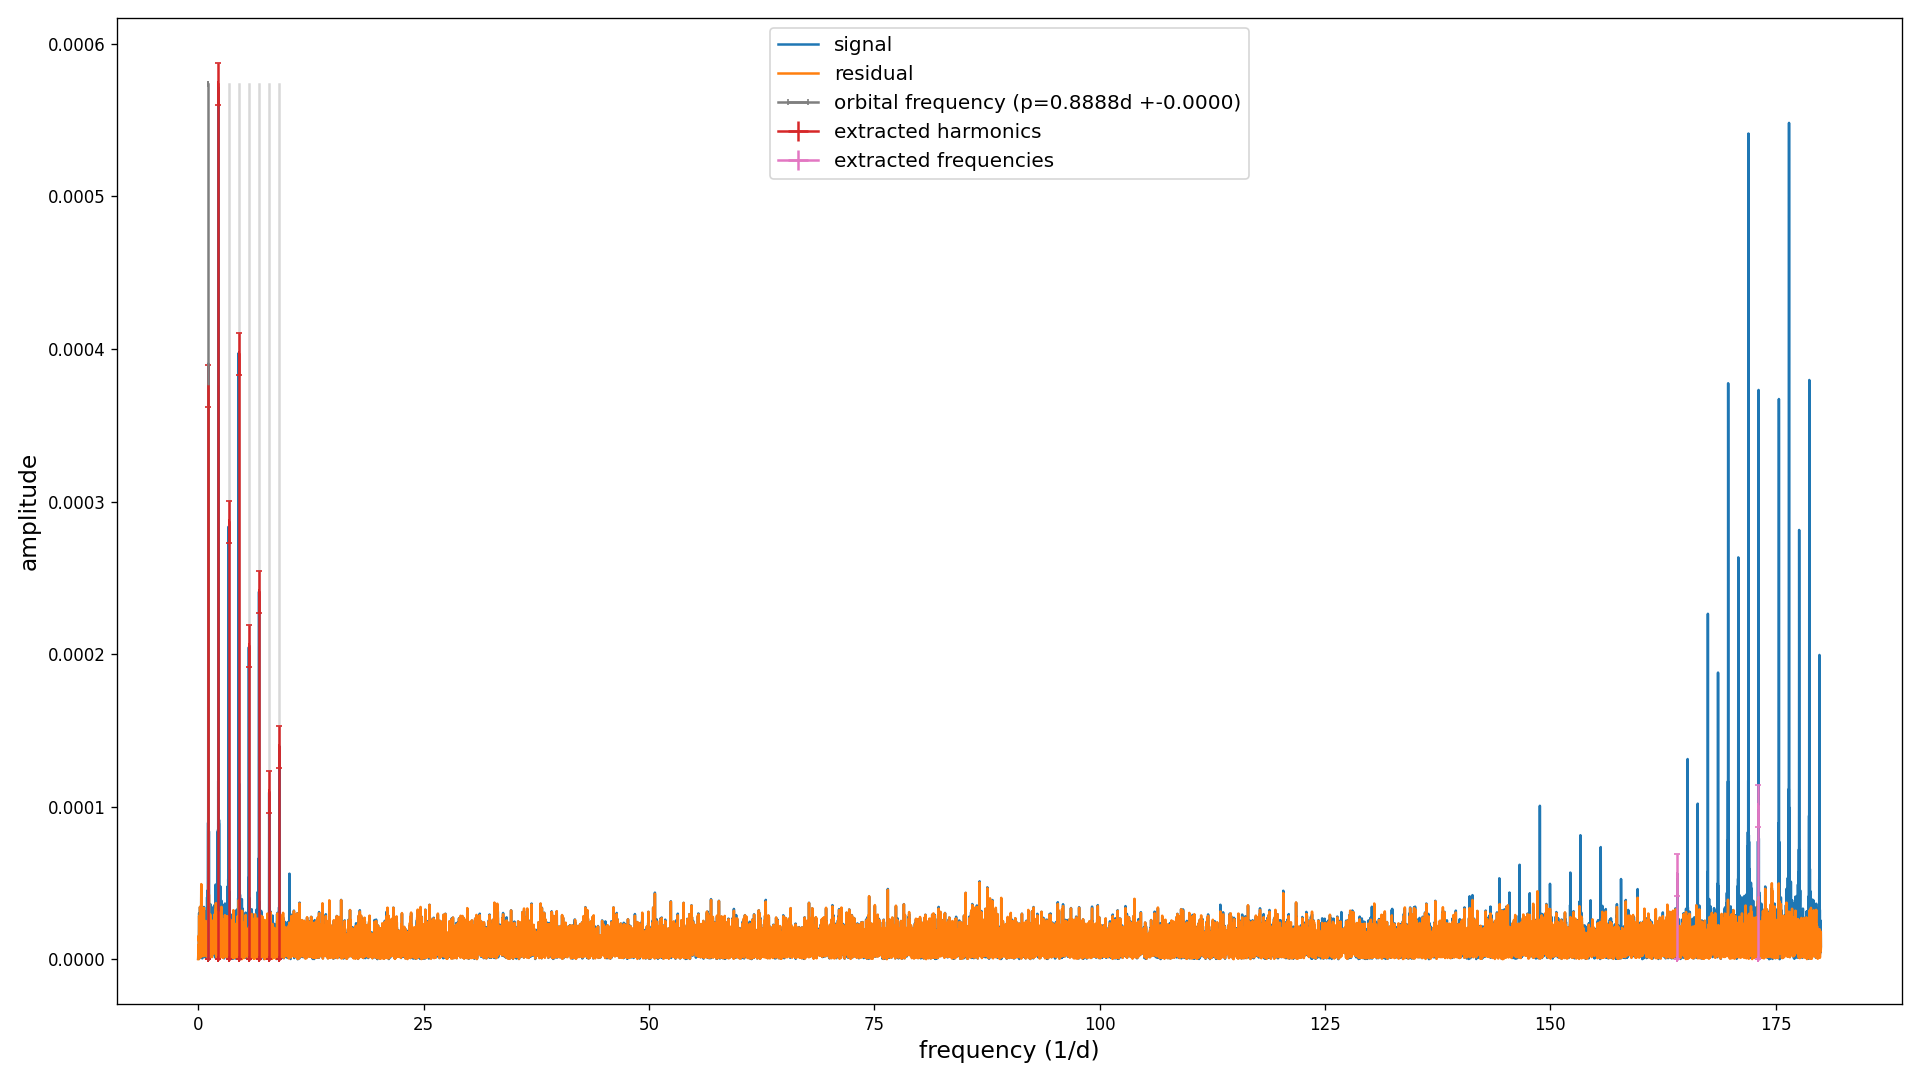 0.0006
0.0005
0.0004
0.0003
0.0002
0.0001
0.0000
amplitude
signal
residual
orbital frequency (p=0.8888d +-0.0000)
extracted harmonics
extracted frequencies
0 25 50 75 100 125 150 175
frequency (1/d)